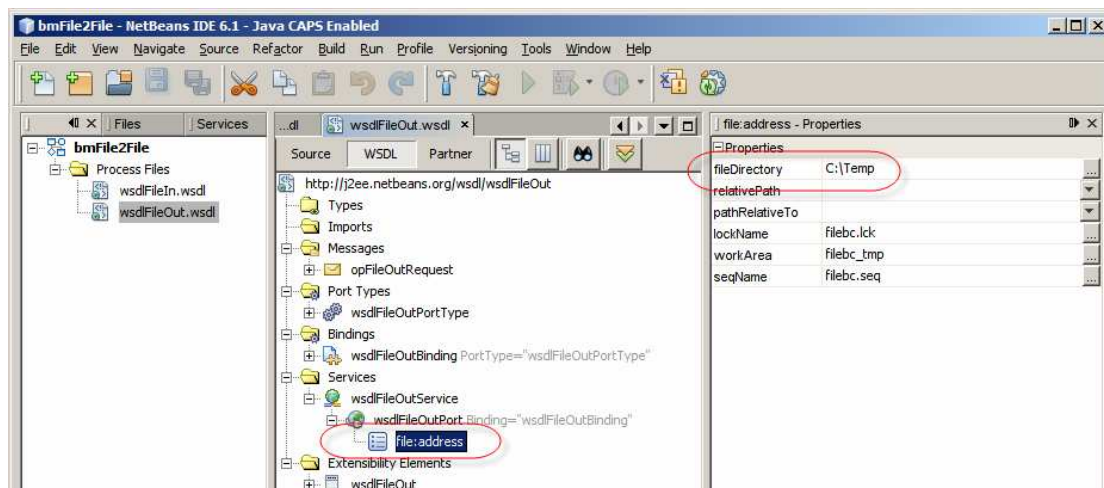 bmFile2File - NetBeans IDE 6.1 - Java CAPS Enabled
File Edit View Navigate Source Refactor Build Run Profile Versioning Tools Window Help
Files Services
bmFile2File
Process Files
wsdlFileIn.wsdl
wsdlFileOut.wsdl
...dl wsdlFileOut.wsdl
Source WSDL Partner
http://j2ee.netbeans.org/wsdl/wsdlFileOut
Types
Imports
Messages
opFileOutRequest
Port Types
wsdlFileOutPortType
Bindings
wsdlFileOutBinding PortType="wsdlFileOutPortType"
Services
wsdlFileOutService
wsdlFileOutPort Binding="wsdlFileOutBinding"
file:address
Extensibility Elements
wsdlFileOut
file:address - Properties
Properties
fileDirectory C:\Temp ...
relativePath
pathRelativeTo
lockName filebc.lck ...
workArea filebc_tmp ...
seqName filebc.seq ...